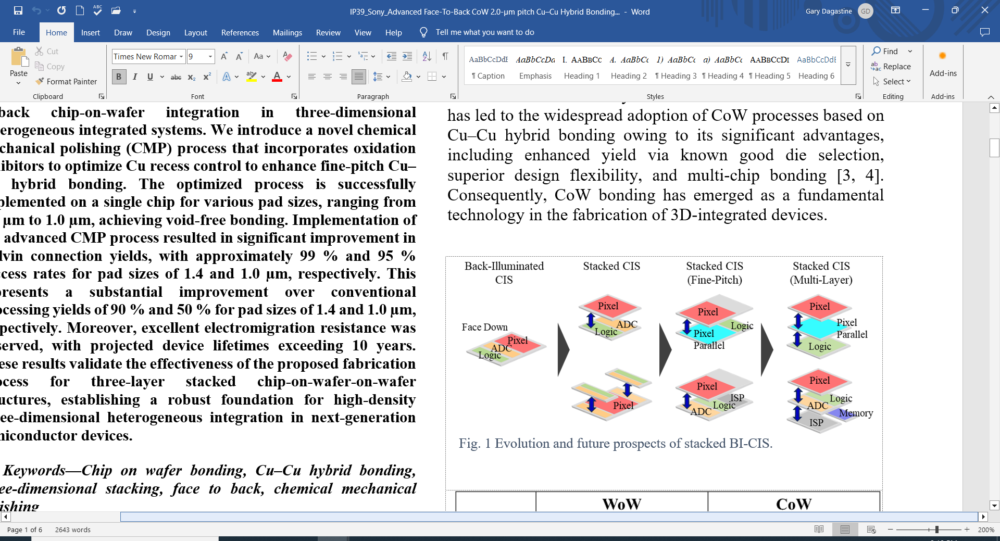 IP39_Sony_Advanced Face-To-Back CoW 2.0-µm pitch Cu–Cu Hybrid Bonding... - Word
Gary Dagastine
GD
ABC
File Home Insert Draw Design Layout References Mailings Review View Help Tell me what you want to do
Paste
Cut
Copy
Format Painter
Clipboard
Times New Romar
9
Aa
B I U abc x₂ x² A ab A
Font
Paragraph
AaBbCcDdE AaBbCcDa I. AABBCC A. AaBbCc 1) AaBbCc a) AaBbCc AABBCCDI AaBbCcDdE
¶ Caption Emphasis Heading 1 Heading 2 ¶ Heading 3 ¶ Heading 4 ¶ Heading 5 Heading 6
Styles
Find
Replace
Select
Editing
Add-ins
Add-ins
back chip-on-wafer integration in three-dimensional
erogeneous integrated systems. We introduce a novel chemical
chanical polishing (CMP) process that incorporates oxidation
ibitors to optimize Cu recess control to enhance fine-pitch Cu–
hybrid bonding. The optimized process is successfully
plemented on a single chip for various pad sizes, ranging from
µm to 1.0 µm, achieving void-free bonding. Implementation of
advanced CMP process resulted in significant improvement in
lvin connection yields, with approximately 99 % and 95 %
ccess rates for pad sizes of 1.4 and 1.0 µm, respectively. This
presents a substantial improvement over conventional
ocessing yields of 90 % and 50 % for pad sizes of 1.4 and 1.0 µm,
pectively. Moreover, excellent electromigration resistance was
served, with projected device lifetimes exceeding 10 years.
ese results validate the effectiveness of the proposed fabrication
ocess for three-layer stacked chip-on-wafer-on-wafer
uctures, establishing a robust foundation for high-density
ee-dimensional heterogeneous integration in next-generation
miconductor devices.
Keywords—Chip on wafer bonding, Cu–Cu hybrid bonding,
ee-dimensional stacking, face to back, chemical mechanical
ishing
has led to the widespread adoption of CoW processes based on
Cu–Cu hybrid bonding owing to its significant advantages,
including enhanced yield via known good die selection,
superior design flexibility, and multi-chip bonding [3, 4].
Consequently, CoW bonding has emerged as a fundamental
technology in the fabrication of 3D-integrated devices.
Back-Illuminated
CIS
Face Down
Pixel
ADC
Logic
Stacked CIS
Pixel
ADC
Logic
Pixel
Stacked CIS
(Fine-Pitch)
Pixel
Logic
Pixel
Parallel
Pixel
ISP
Logic
ADC
Stacked CIS
(Multi-Layer)
Pixel
Pixel
Parallel
Logic
Pixel
Logic
ADC
Memory
ISP
Fig. 1 Evolution and future prospects of stacked BI-CIS.
WoW CoW
Page 1 of 6 2643 words
200%